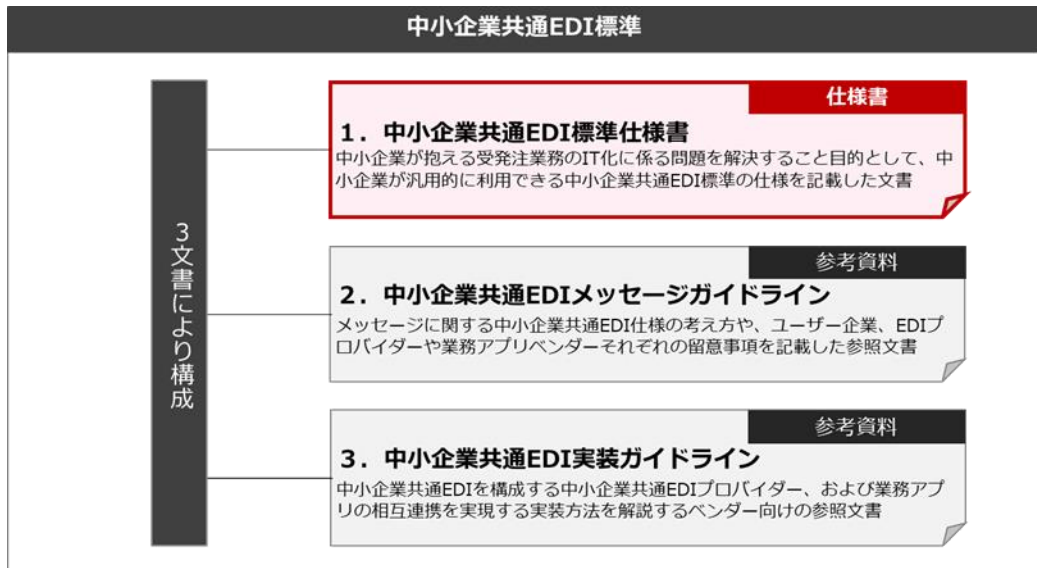 中小企業共通EDI標準
3文書により構成
仕様書
1．中小企業共通EDI標準仕様書
中小企業が抱える受発注業務のIT化に係る問題を解決すること目的として、中
小企業が汎用的に利用できる中小企業共通EDI標準の仕様を記載した文書
参考資料
2．中小企業共通EDIメッセージガイドライン
メッセージに関する中小企業共通EDI仕様の考え方や、ユーザー企業、EDIプ
ロバイダーや業務アプリベンダーそれぞれの留意事項を記載した参照文書
参考資料
3．中小企業共通EDI実装ガイドライン
中小企業共通EDIを構成する中小企業共通EDIプロバイダー、および業務アプ
リの相互連携を実現する実装方法を解説するベンダー向けの参照文書